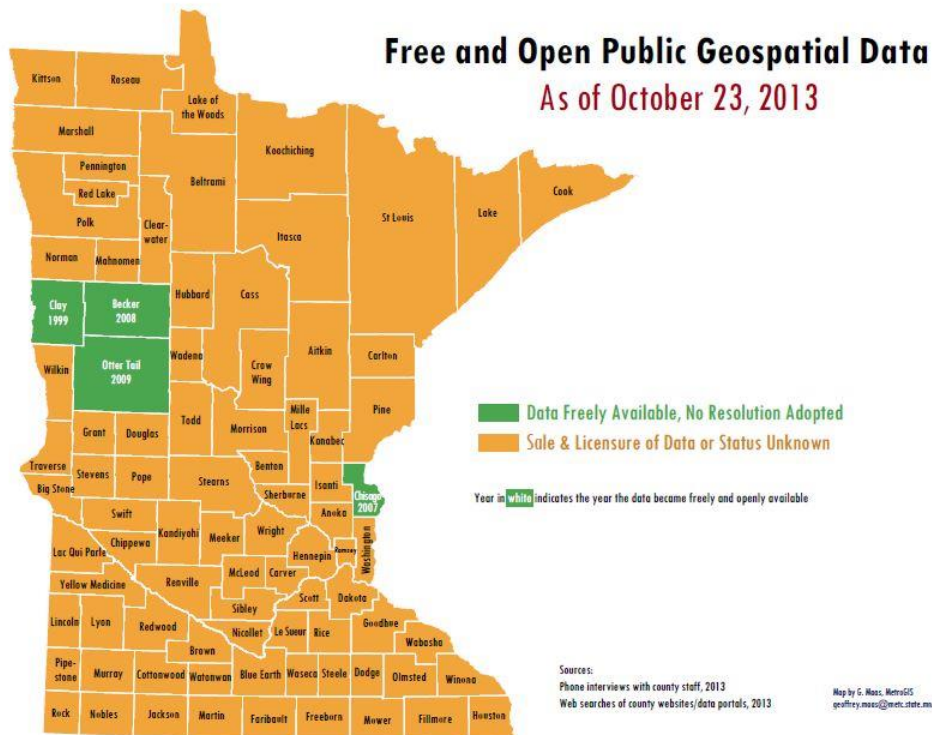 Free and Open Public Geospatial Data
As of October 23, 2013
Kittson
Roseau
Lake of
the Woods
Marshall
Koochiching
Pennington
Beltrami
Red Lake
Cook
Polk
Clear-
water
St Louis
Lake
Itasca
Norman
Mahnomen
Clay
1999
Becker
2008
Hubbard
Cass
Wilkin
Otter Tail
2009
Wadena
Crow
Wing
Aitkin
Carlton
Pine
Todd
Morrison
Mille
Lacs
Kanabec
Grant
Douglas
Data Freely Available, No Resolution Adopted
Sale & Licensure of Data or Status Unknown
Traverse
Stevens
Pope
Stearns
Benton
Isanti
Chisago
2007
Big Stone
Sherburne
Anoka
Year in white indicates the year the data became freely and openly available
Swift
Kandiyohi
Meeker
Wright
Hennepin
Ramsey
Washington
Chippewa
Lac Qui Parle
Yellow Medicine
Renville
McLeod
Carver
Scott
Dakota
Sibley
Lincoln
Lyon
Redwood
Nicollet
Le Sueur
Rice
Goodhue
Wabasha
Brown
Pipe-
stone
Murray
Cottonwood
Watonwan
Blue Earth
Waseca
Steele
Dodge
Olmsted
Winona
Rock
Nobles
Jackson
Martin
Faribault
Freeborn
Mower
Fillmore
Houston
Sources:
Phone interviews with county staff, 2013
Web searches of county websites/data portals, 2013
Map by G. Maas, MetroGIS
geoffrey.maas@metc.state.mn